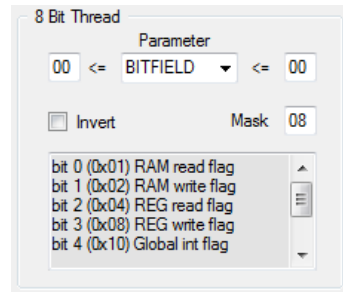 8 Bit Thread
Parameter
00 <= BITFIELD <= 00
Invert Mask 08
bit 0 (0x01) RAM read flag
bit 1 (0x02) RAM write flag
bit 2 (0x04) REG read flag
bit 3 (0x08) REG write flag
bit 4 (0x10) Global int flag